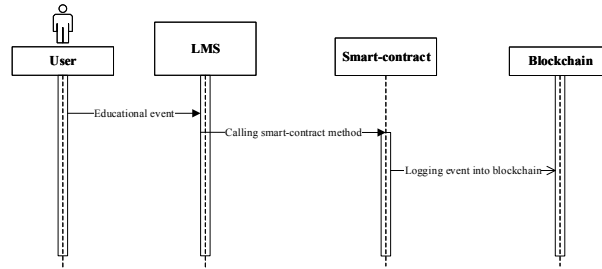 User
LMS
Smart-contract
Blockchain
Educational event
Calling smart-contract method
Logging event into blockchain